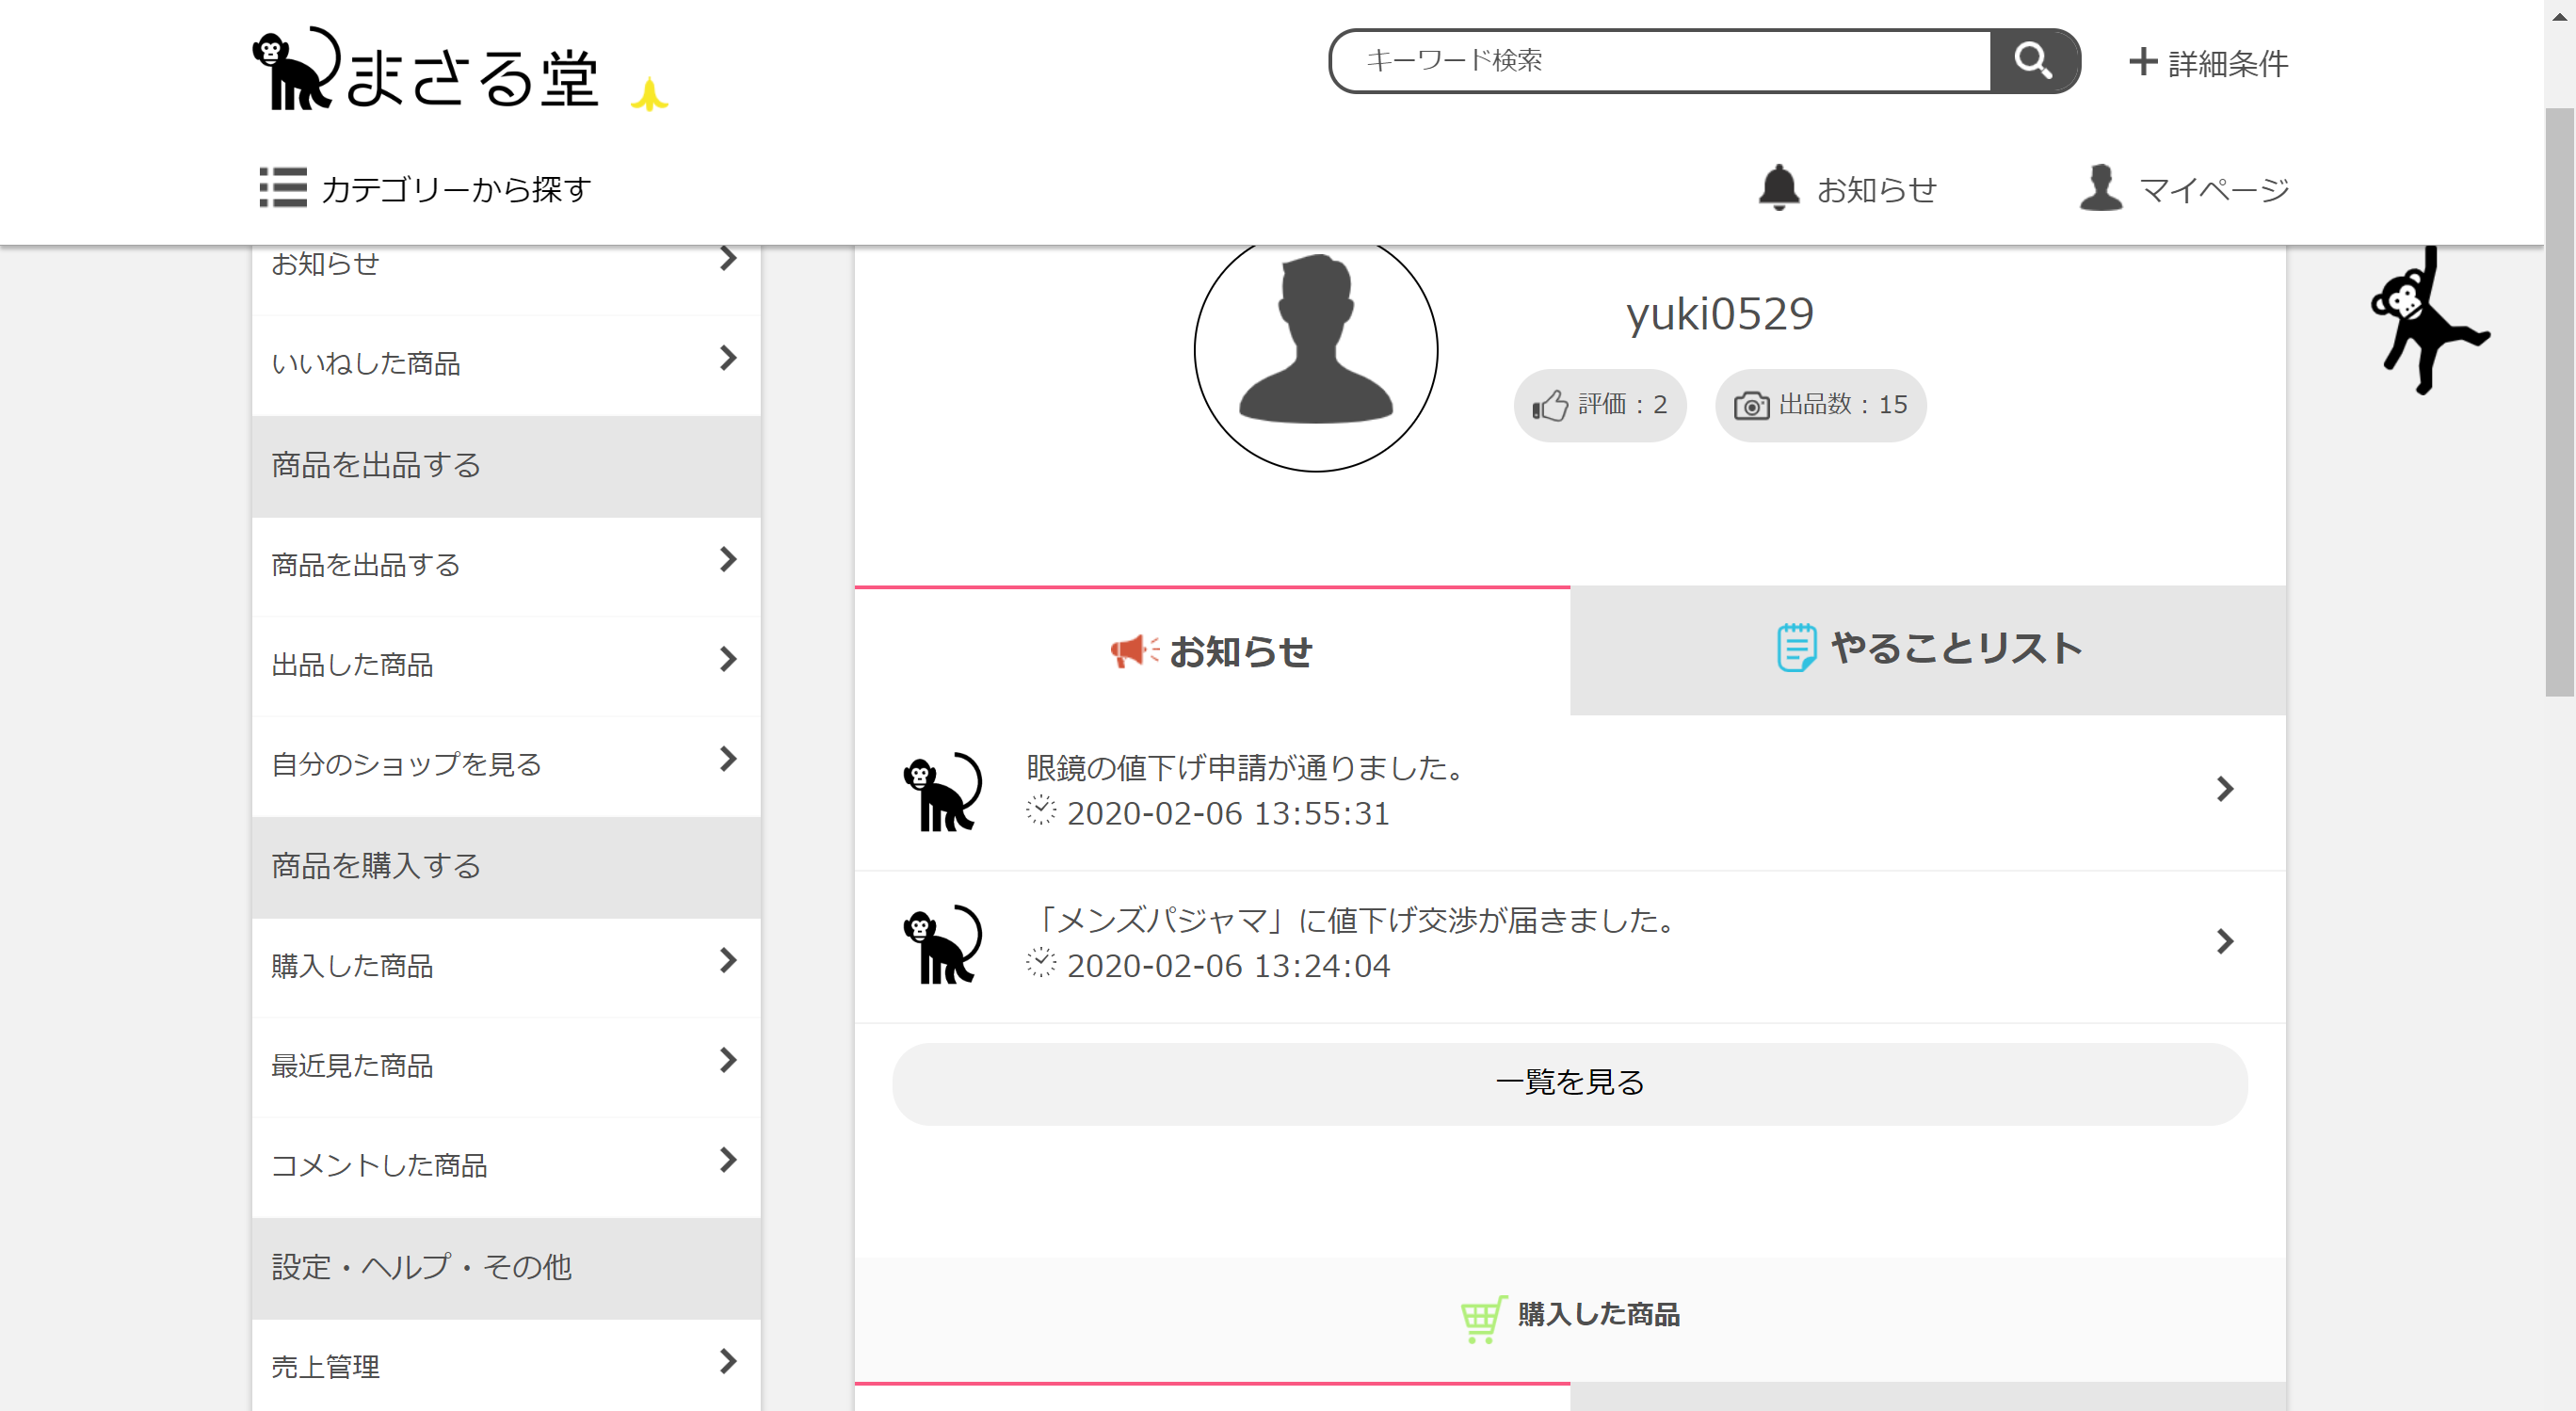 まさる堂
キーワード検索
詳細条件
カテゴリーから探す
お知らせ
マイページ
お知らせ
いいねした商品
商品を出品する
商品を出品する
出品した商品
自分のショップを見る
商品を購入する
購入した商品
最近見た商品
コメントした商品
設定・ヘルプ・その他
売上管理
yuki0529
評価：2
出品数：15
お知らせ
やることリスト
眼鏡の値下げ申請が通りました。
2020-02-06 13:55:31
「メンズパジャマ」に値下げ交渉が届きました。
2020-02-06 13:24:04
一覧を見る
購入した商品